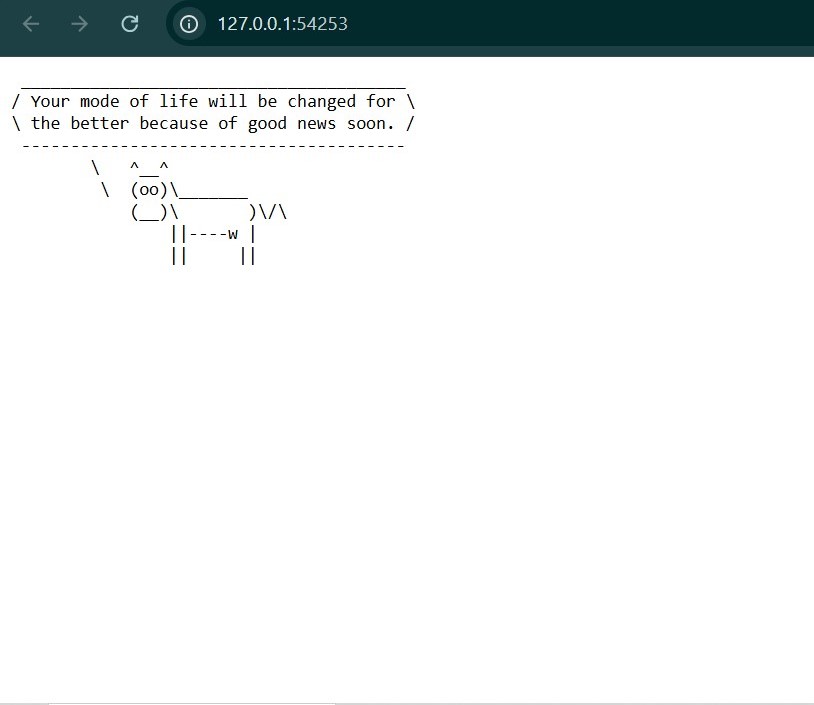 127.0.0.1:54253
 _______________________________________
/ Your mode of life will be changed for \
\ the better because of good news soon. /
 ---------------------------------------
        \   ^__^
         \  (oo)\_______
            (__)\       )\/\
                ||----w |
                ||     ||